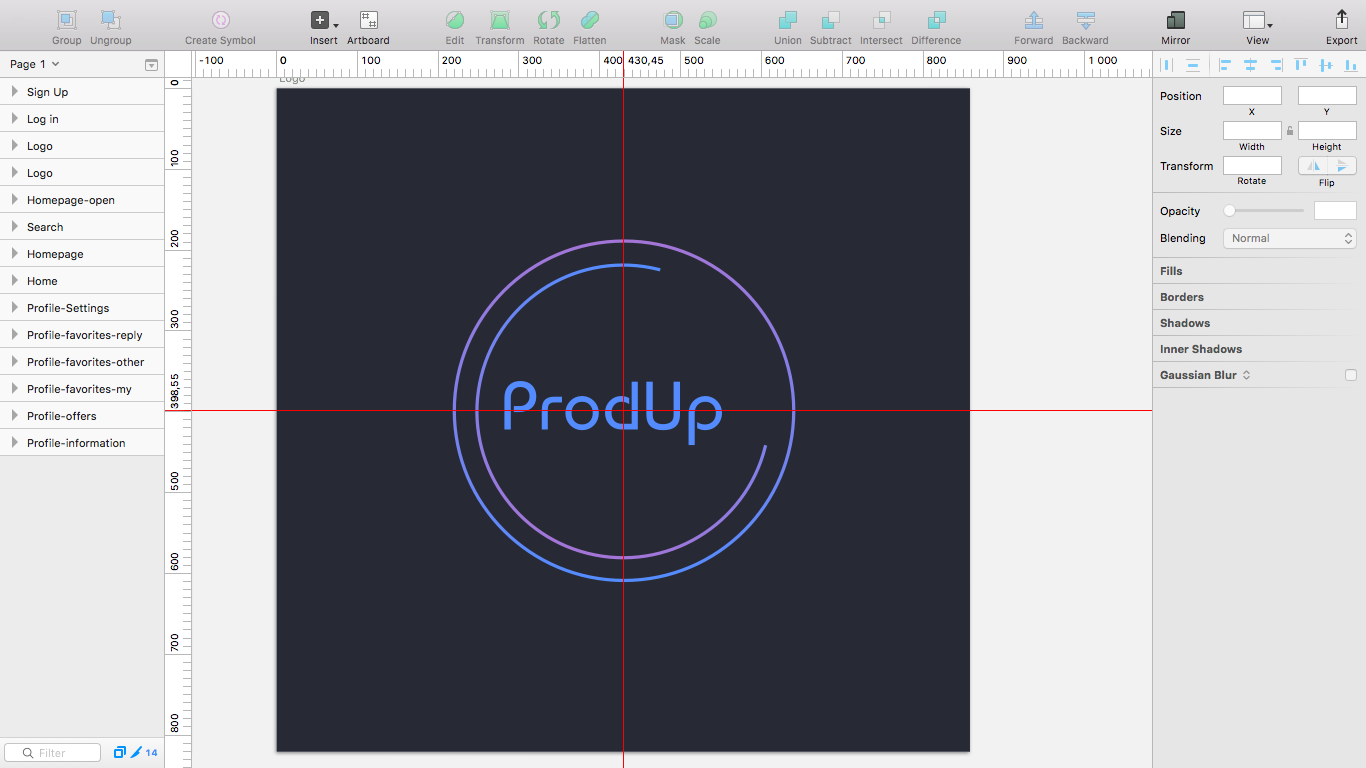 Group Ungroup Create Symbol Insert Artboard Edit Transform Rotate Flatten Mask Scale Union Subtract Intersect Difference Forward Backward Mirror View Export
Page 1
-100 0 100 200 300 400 430,45 500 600 700 800 900 1 000
Logo
0
100
200
300
398,55
500
600
700
800
Sign Up
Log in
Logo
Logo
Homepage-open
Search
Homepage
Home
Profile-Settings
Profile-favorites-reply
Profile-favorites-other
Profile-favorites-my
Profile-offers
Profile-information
Filter 14
ProdUp
Position
X Y
Size
Width Height
Transform
Rotate Flip
Opacity
Blending Normal
Fills
Borders
Shadows
Inner Shadows
Gaussian Blur